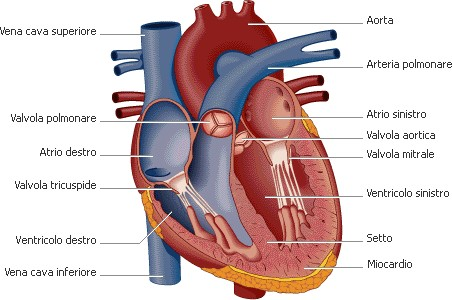 Vena cava superiore
Valvola polmonare
Atrio destro
Valvola tricuspide
Ventricolo destro
Vena cava inferiore
Aorta
Arteria polmonare
Atrio sinistro
Valvola aortica
Valvola mitrale
Ventricolo sinistro
Setto
Miocardio